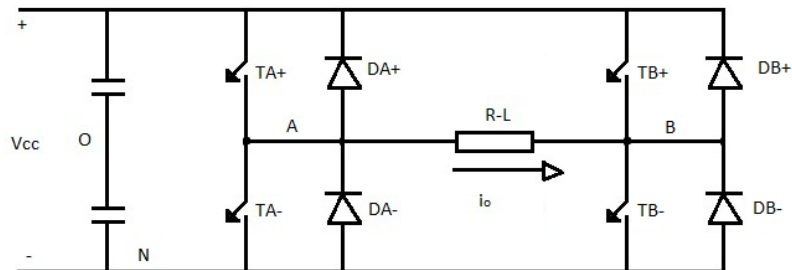 +
TA+
DA+
TB+
DB+
R-L
A
B
Vcc
O
iₒ
TA-
DA-
TB-
DB-
-
N